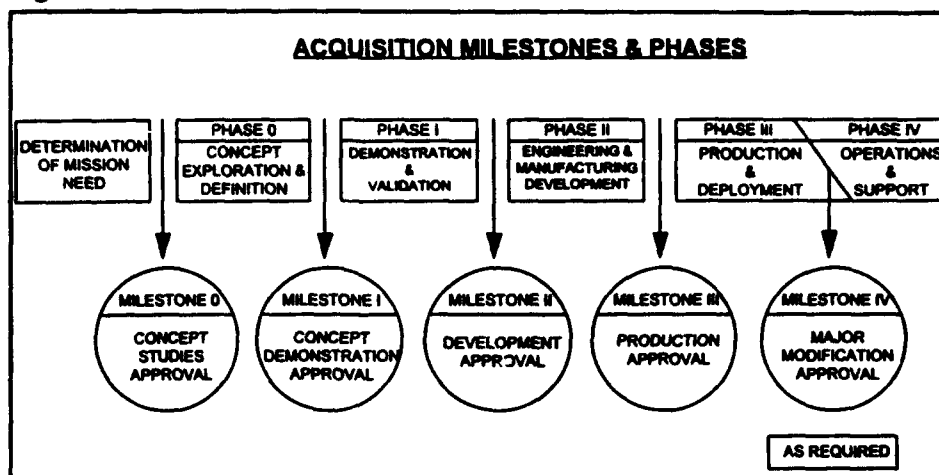 ACQUISITION MILESTONES & PHASES
DETERMINATION
OF MISSION
NEED
PHASE 0
CONCEPT
EXPLORATION &
DEFINITION
PHASE I
DEMONSTRATION
&
VALIDATION
PHASE II
ENGINEERING &
MANUFACTURING
DEVELOPMENT
PHASE III
PRODUCTION
&
DEPLOYMENT
PHASE IV
OPERATIONS
&
SUPPORT
MILESTONE 0
CONCEPT
STUDIES
APPROVAL
MILESTONE I
CONCEPT
DEMONSTRATION
APPROVAL
MILESTONE II
DEVELOPMENT
APPROVAL
MILESTONE III
PRODUCTION
APPROVAL
MILESTONE IV
MAJOR
MODIFICATION
APPROVAL
AS REQUIRED